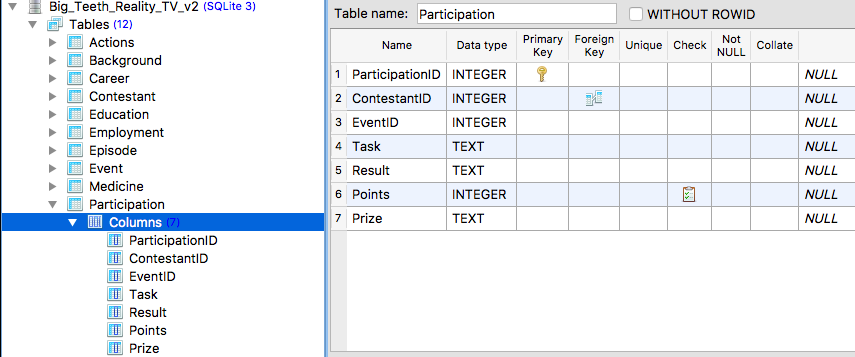 Big_Teeth_Reality_TV_v2 (SQLite 3)
Tables (12)
Actions
Background
Career
Contestant
Education
Employment
Episode
Event
Medicine
Participation
Columns (7)
ParticipationID
ContestantID
EventID
Task
Result
Points
Prize
Table name: Participation WITHOUT ROWID
Name Data type Primary Key Foreign Key Unique Check Not NULL Collate
1 ParticipationID INTEGER NULL
2 ContestantID INTEGER NULL
3 EventID INTEGER NULL
4 Task TEXT NULL
5 Result TEXT NULL
6 Points INTEGER NULL
7 Prize TEXT NULL